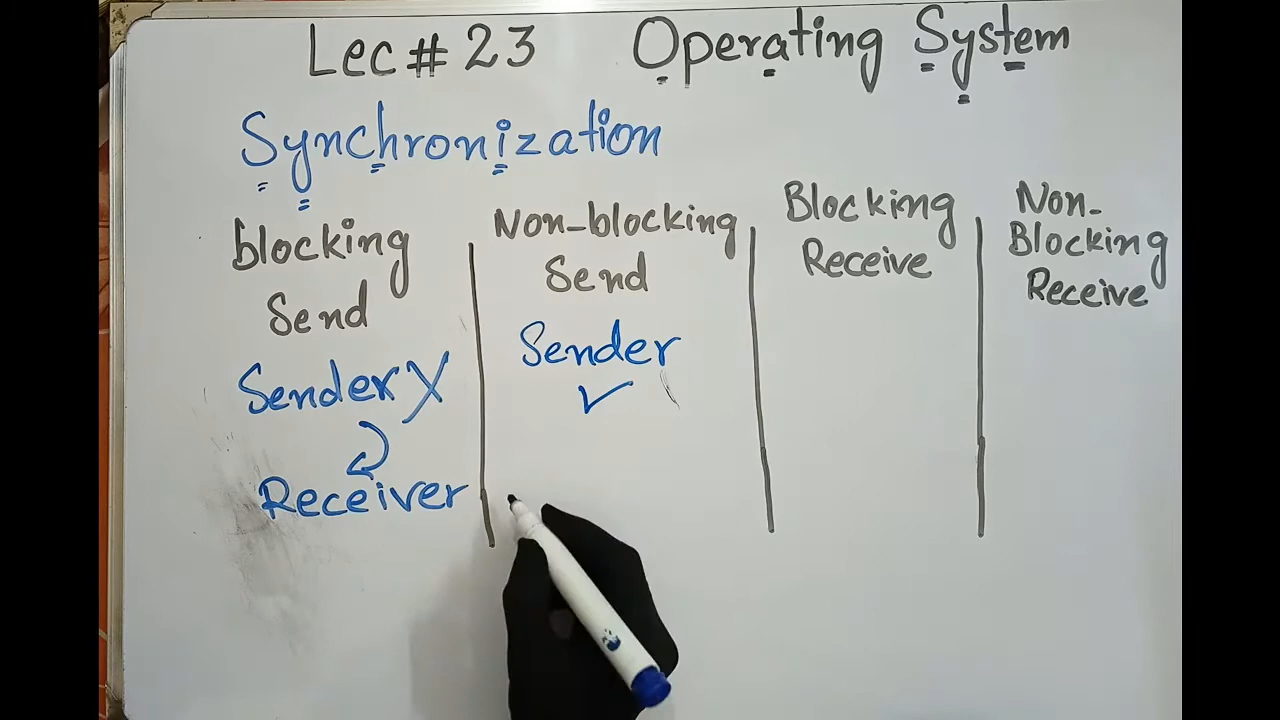 Lec # 23 Operating System
Synchronization
blocking Send
Non-blocking Send
Blocking Receive
Non-Blocking Receive
Sender X
Receiver
Sender ✓